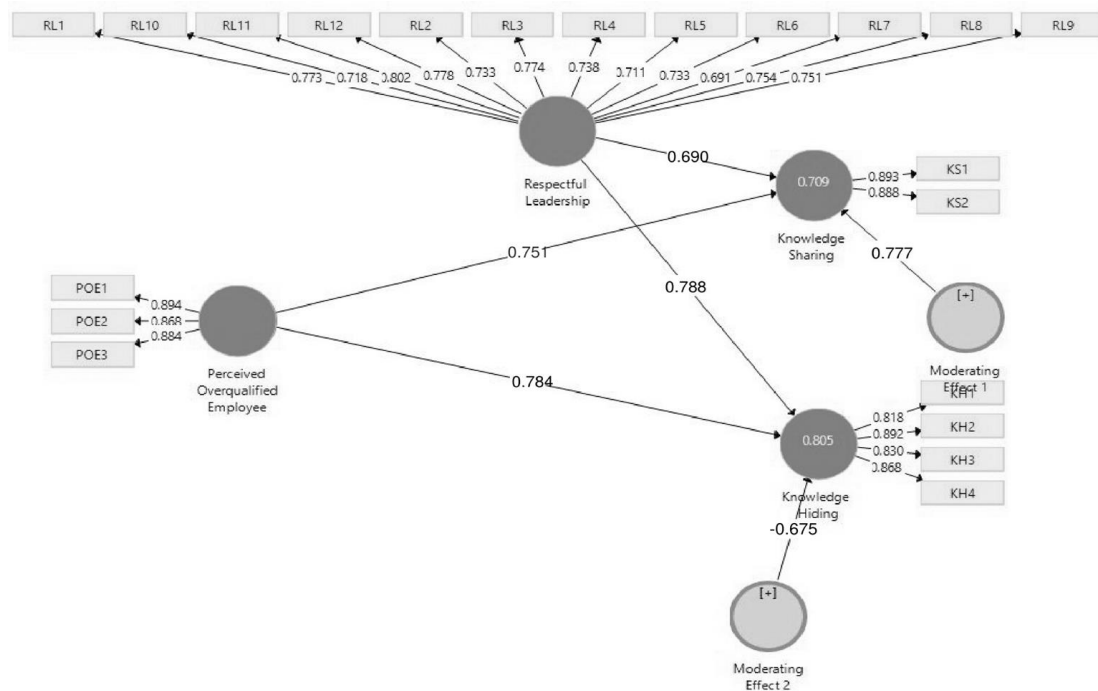 RL1 RL10 RL11 RL12 RL2 RL3 RL4 RL5 RL6 RL7 RL8 RL9
0.773 0.718 0.802 0.778 0.733 0.774 0.738 0.711 0.733 0.691 0.754 0.751
Respectful
Leadership
0.690
0.709
Knowledge
Sharing
0.893
0.888
KS1
KS2
0.751
0.788
0.777
[+]
Moderating
Effect 1
POE1
POE2
POE3
0.894
0.868
0.884
Perceived
Overqualified
Employee
0.784
0.805
Knowledge
Hiding
0.818
0.892
0.830
0.868
KH1
KH2
KH3
KH4
-0.675
[+]
Moderating
Effect 2